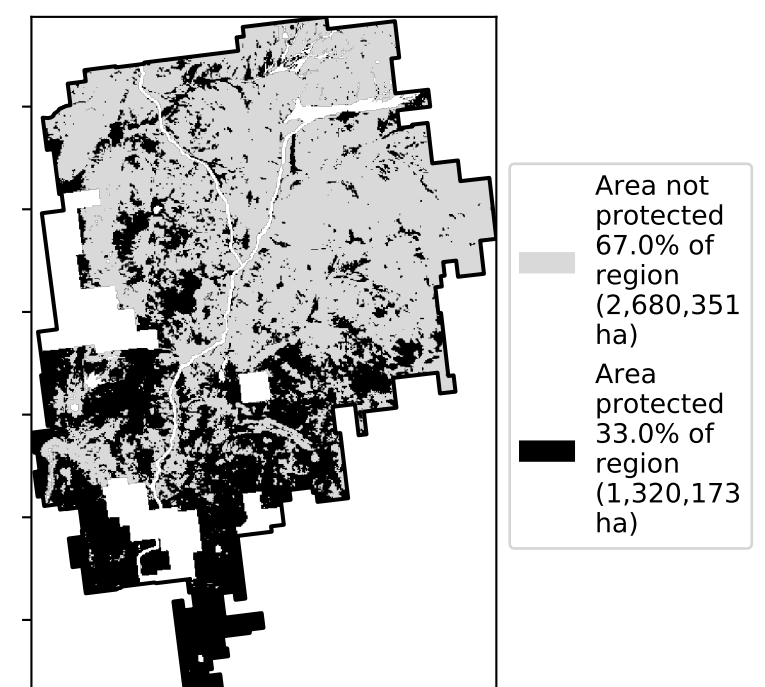 Area not
protected
67.0% of
region
(2,680,351
ha)
Area
protected
33.0% of
region
(1,320,173
ha)